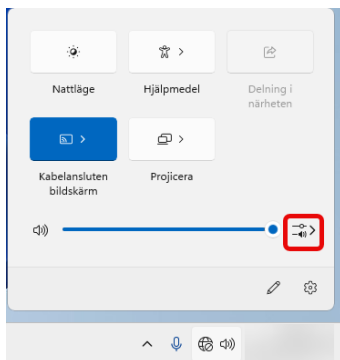 Nattläge
Hjälpmedel
Delning i
närheten
Kabelansluten
bildskärm
Projicera